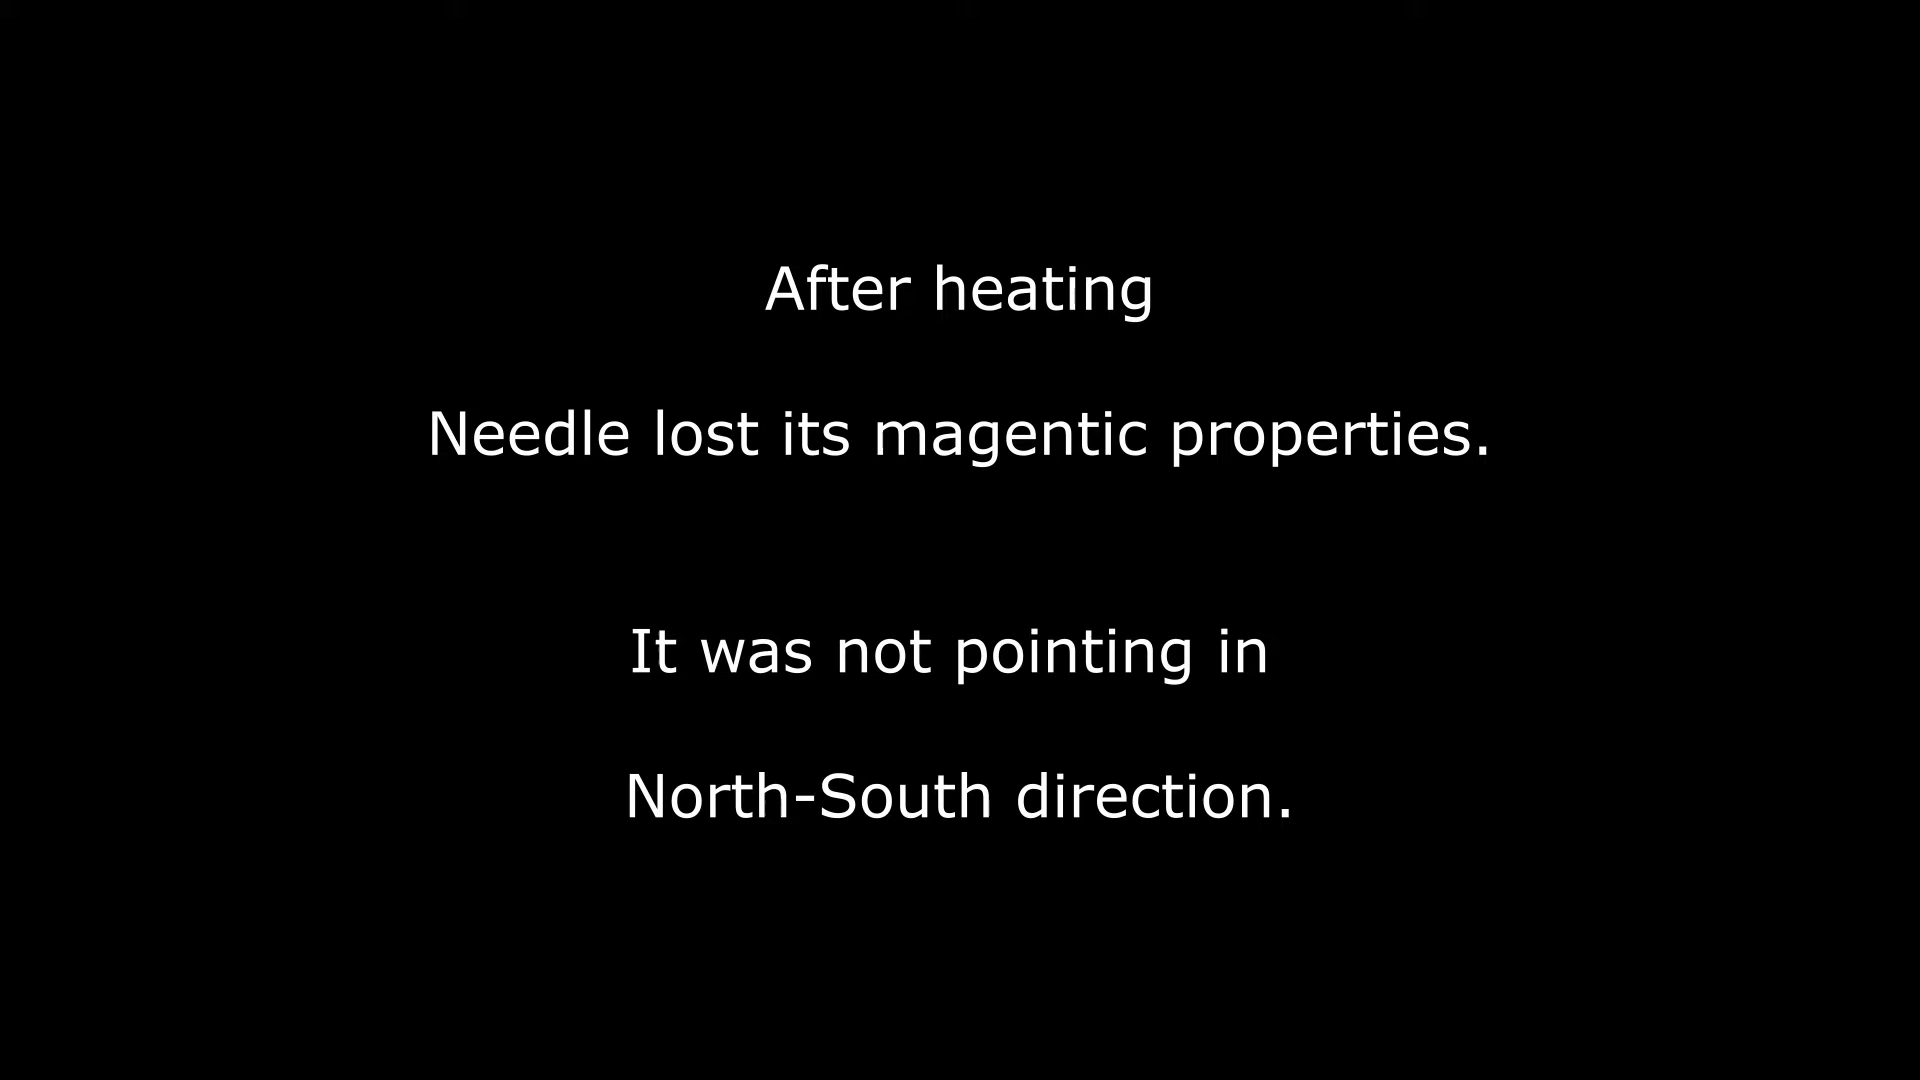 After heating
Needle lost its magentic properties.
It was not pointing in
North-South direction.